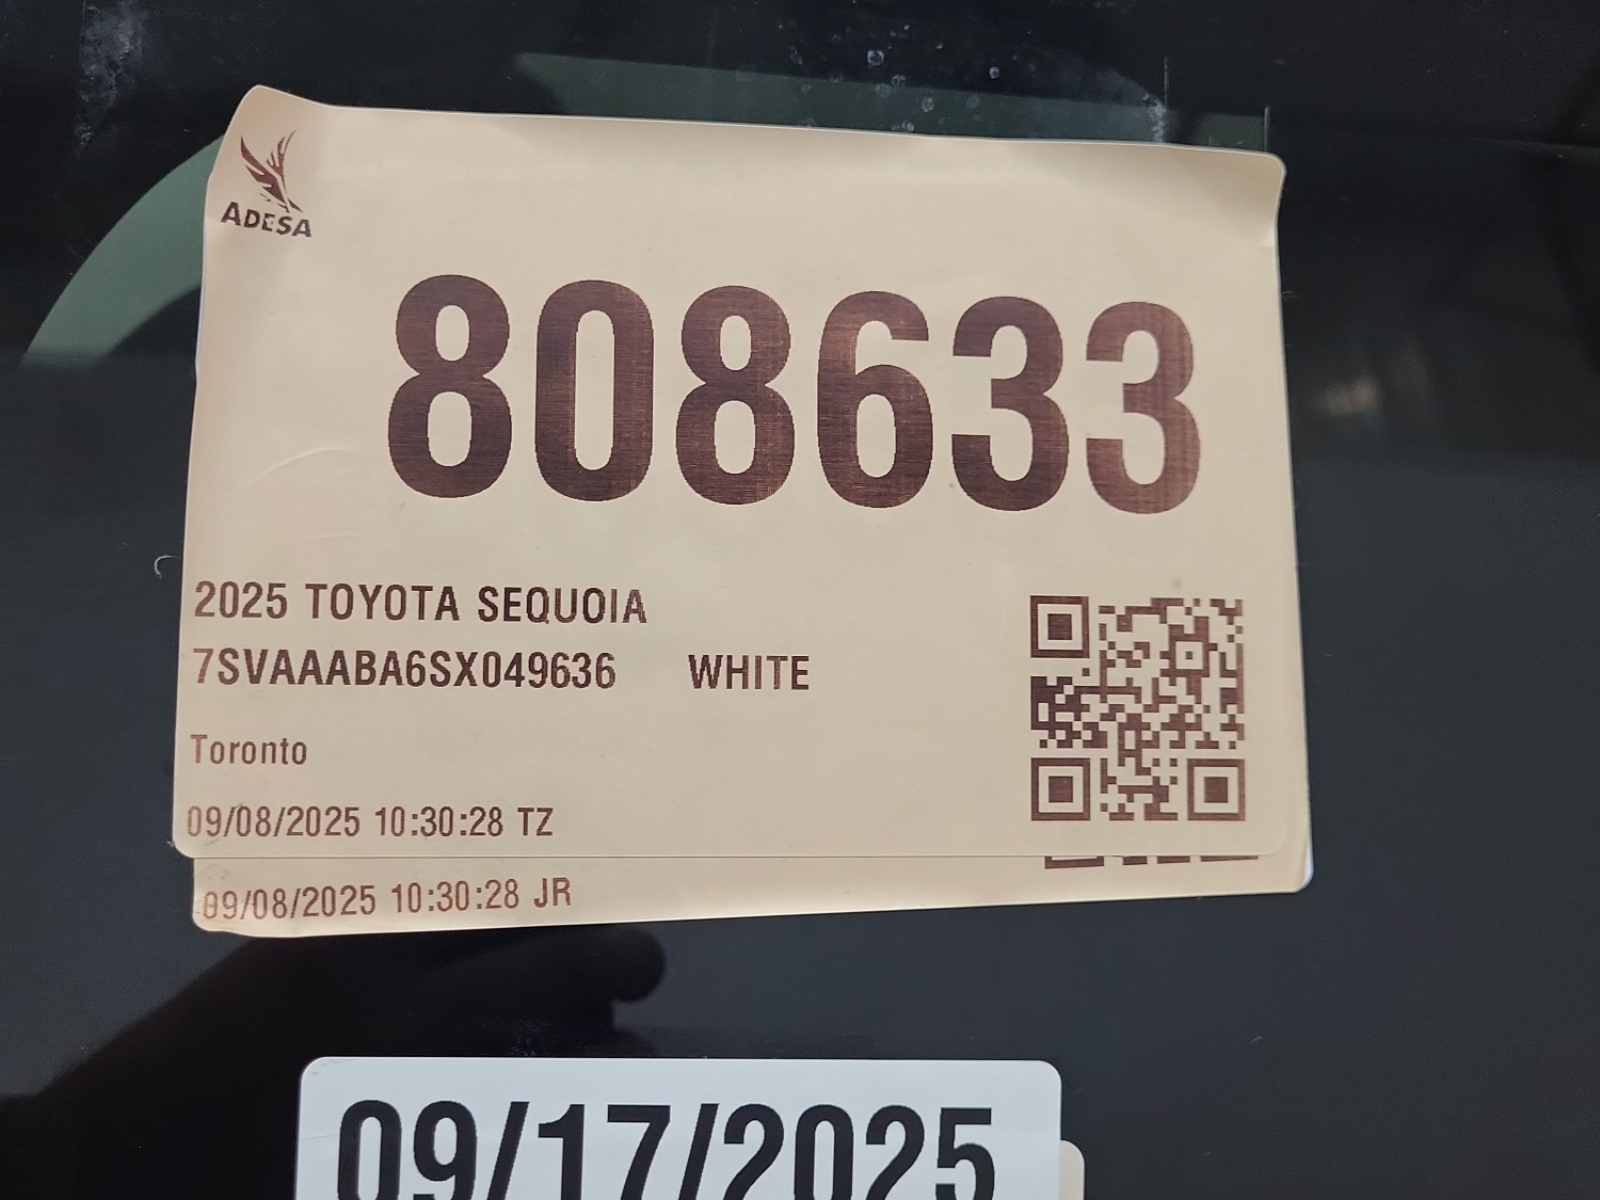 ADESA
808633
2025 TOYOTA SEQUOIA
7SVAAABA6SX049636 WHITE
Toronto
09/08/2025 10:30:28 TZ
09/08/2025 10:30:28 JR
09/17/2025